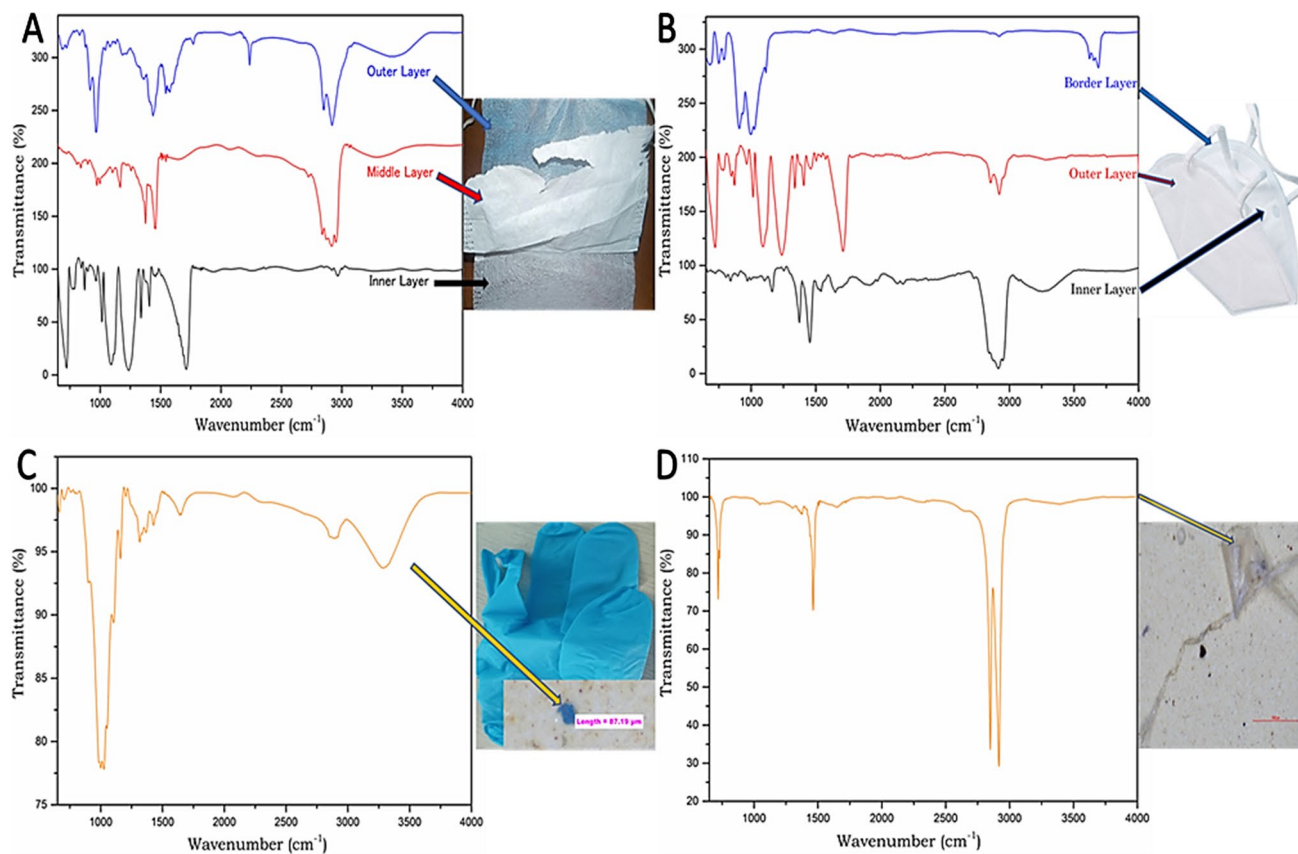 A
B
Transmittance (%)
300
250
200
150
100
50
0
Outer Layer
Middle Layer
Inner Layer
1000 1500 2000 2500 3000 3500 4000
Wavenumber (cm⁻¹)
Transmittance (%)
300
250
200
150
100
50
0
Border Layer
Outer Layer
Inner Layer
1000 1500 2000 2500 3000 3500 4000
Wavenumber (cm⁻¹)
C
D
Transmittance (%)
100
95
90
85
80
75
1000 1500 2000 2500 3000 3500 4000
Wavenumber (cm⁻¹)
Length = 87.19 µm
Transmittance (%)
110
100
90
80
70
60
50
40
30
20
1000 1500 2000 2500 3000 3500 4000
Wavenumber (cm⁻¹)